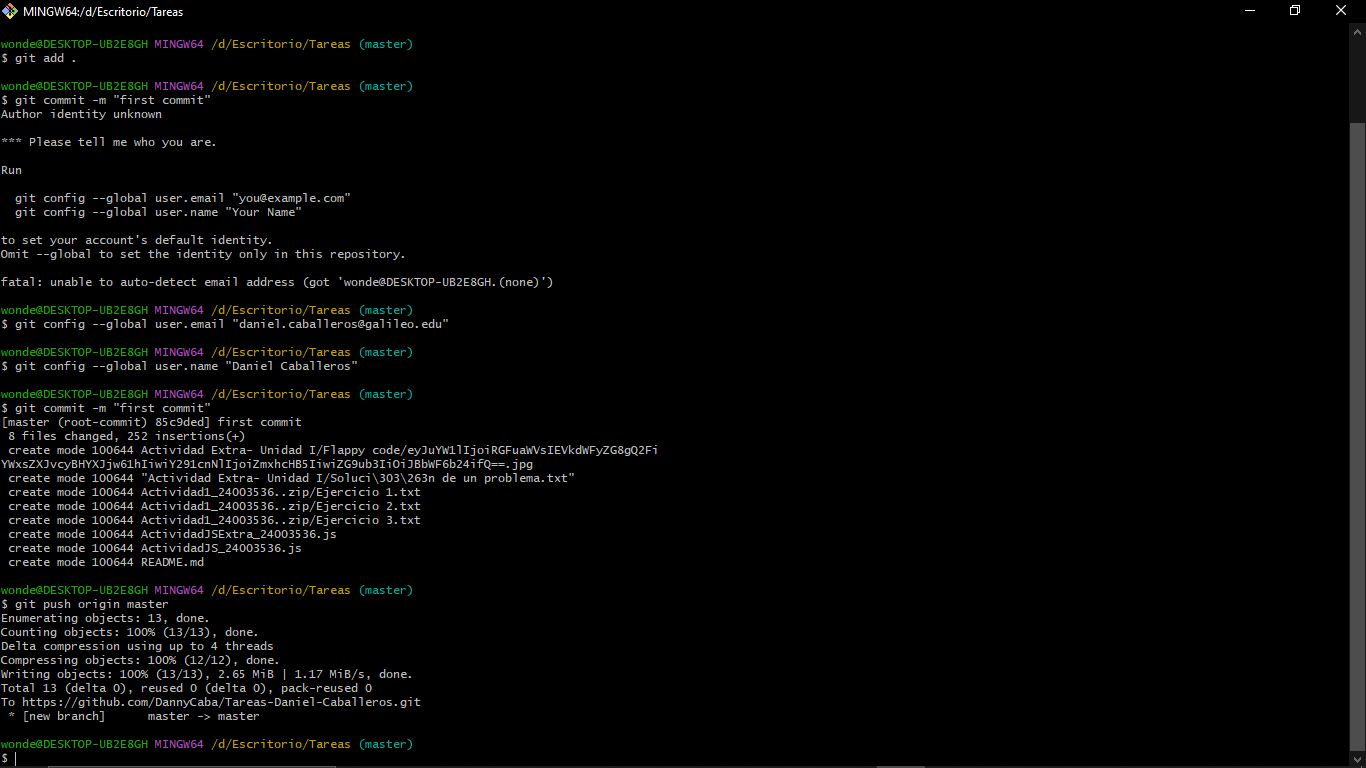 MINGW64:/d/Escritorio/Tareas
wonde@DESKTOP-UB2E8GH MINGW64 /d/Escritorio/Tareas (master)
$ git add .
wonde@DESKTOP-UB2E8GH MINGW64 /d/Escritorio/Tareas (master)
$ git commit -m "first commit"
Author identity unknown
*** Please tell me who you are.
Run
git config --global user.email "you@example.com"
git config --global user.name "Your Name"
to set your account's default identity.
Omit --global to set the identity only in this repository.
fatal: unable to auto-detect email address (got 'wonde@DESKTOP-UB2E8GH.(none)')
wonde@DESKTOP-UB2E8GH MINGW64 /d/Escritorio/Tareas (master)
$ git config --global user.email "daniel.caballeros@galileo.edu"
wonde@DESKTOP-UB2E8GH MINGW64 /d/Escritorio/Tareas (master)
$ git config --global user.name "Daniel Caballeros"
wonde@DESKTOP-UB2E8GH MINGW64 /d/Escritorio/Tareas (master)
$ git commit -m "first commit"
[master (root-commit) 85c9ded] first commit
8 files changed, 252 insertions(+)
create mode 100644 Actividad Extra- Unidad I/Flappy code/eyJuYW1lIjoiRGFuaWVsIEVkdWFyZG8gQ2Fi
YWxsZXJvcyBHYXJjw61hIiwiY291cnNlIjoiZmxhcHB5IiwiZG9ub3IiOiJBbWF6b24ifQ==.jpg
create mode 100644 "Actividad Extra- Unidad I/Soluci\303\263n de un problema.txt"
create mode 100644 Actividad1_24003536..zip/Ejercicio 1.txt
create mode 100644 Actividad1_24003536..zip/Ejercicio 2.txt
create mode 100644 Actividad1_24003536..zip/Ejercicio 3.txt
create mode 100644 ActividadJSExtra_24003536.js
create mode 100644 ActividadJS_24003536.js
create mode 100644 README.md
wonde@DESKTOP-UB2E8GH MINGW64 /d/Escritorio/Tareas (master)
$ git push origin master
Enumerating objects: 13, done.
Counting objects: 100% (13/13), done.
Delta compression using up to 4 threads
Compressing objects: 100% (12/12), done.
Writing objects: 100% (13/13), 2.65 MiB | 1.17 MiB/s, done.
Total 13 (delta 0), reused 0 (delta 0), pack-reused 0
To https://github.com/DannyCaba/Tareas-Daniel-Caballeros.git
* [new branch] master -> master
wonde@DESKTOP-UB2E8GH MINGW64 /d/Escritorio/Tareas (master)
$